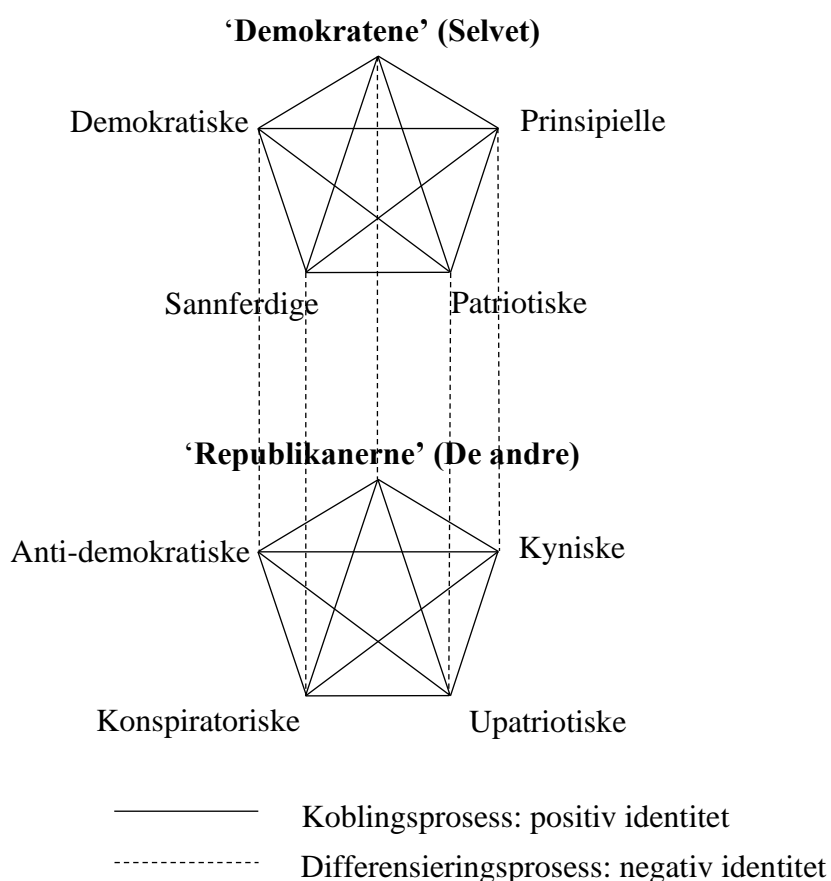 ‘Demokratene’ (Selvet)
Demokratiske
Prinsipielle
Sannferdige
Patriotiske
‘Republikanerne’ (De andre)
Anti-demokratiske
Kyniske
Konspiratoriske
Upatriotiske
Koblingsprosess: positiv identitet
Differensieringsprosess: negativ identitet